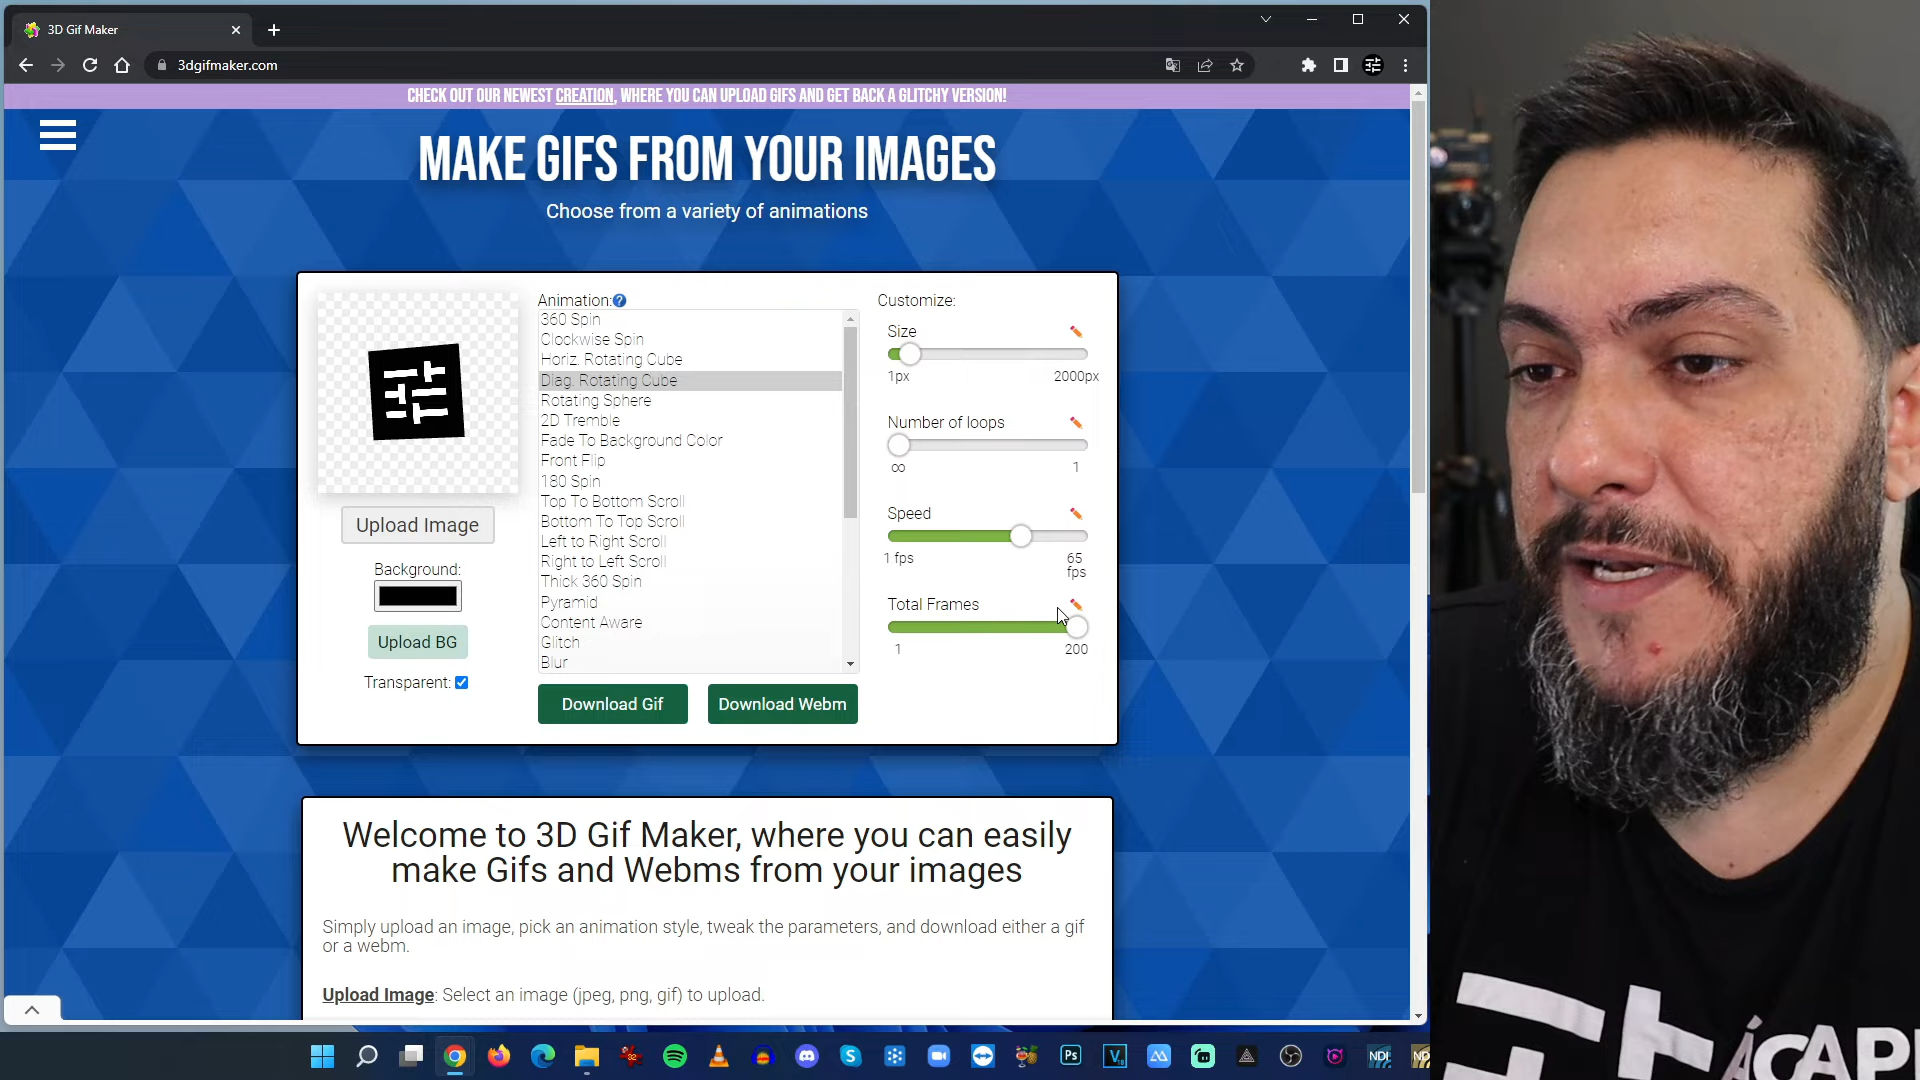 3D Gif Maker
3dgifmaker.com
CHECK OUT OUR NEWEST CREATION, WHERE YOU CAN UPLOAD GIFS AND GET BACK A GLITCHY VERSION!
MAKE GIFS FROM YOUR IMAGES
Choose from a variety of animations
Upload Image
Background:
Upload BG
Transparent:
Animation:
360 Spin
Clockwise Spin
Horiz. Rotating Cube
Diag. Rotating Cube
Rotating Sphere
2D Tremble
Fade To Background Color
Front Flip
180 Spin
Top To Bottom Scroll
Bottom To Top Scroll
Left to Right Scroll
Right to Left Scroll
Thick 360 Spin
Pyramid
Content Aware
Glitch
Blur
Download Gif
Download Webm
Customize:
Size
1px 2000px
Number of loops
∞ 1
Speed
1 fps 65
fps
Total Frames
1 200
Welcome to 3D Gif Maker, where you can easily
make Gifs and Webms from your images
Simply upload an image, pick an animation style, tweak the parameters, and download either a gif
or a webm.
Upload Image: Select an image (jpeg, png, gif) to upload.
Ps
NDI
ÁCAP